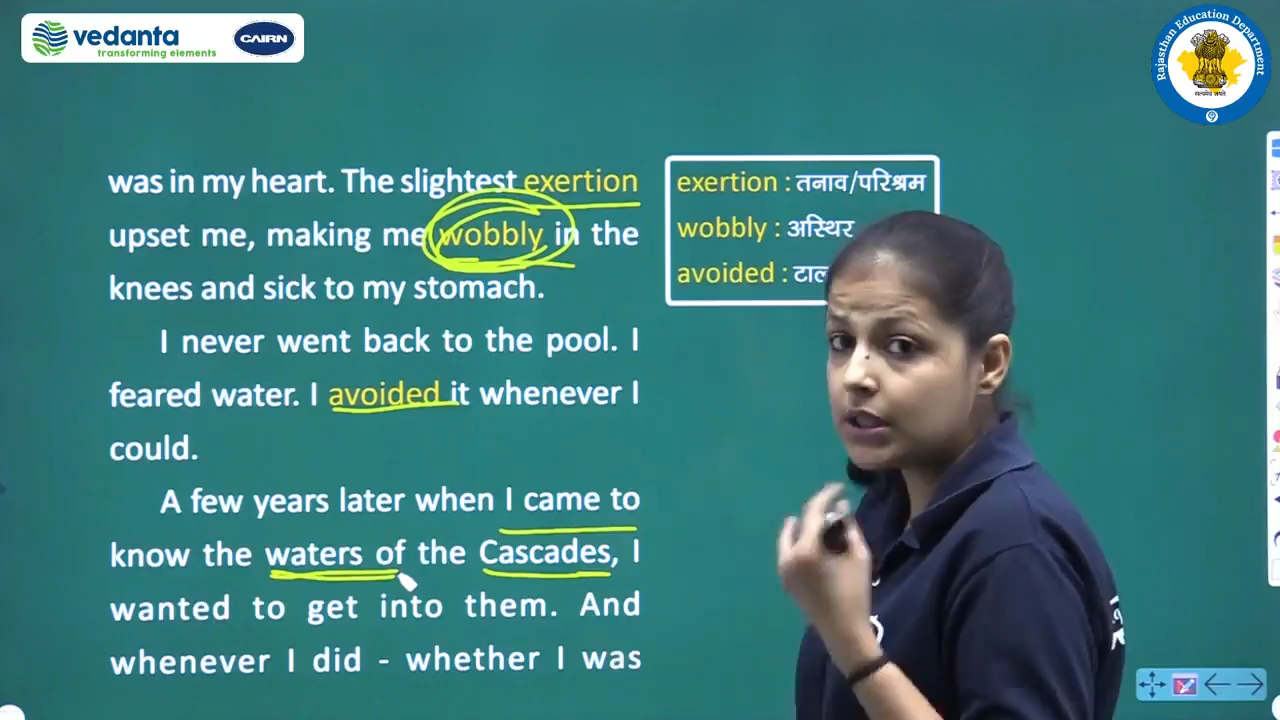 vedanta
transforming elements
CAIRN
Rajasthan Education Department
सत्यमेव जयते
was in my heart. The slightest exertion
upset me, making me wobbly in the
knees and sick to my stomach.
I never went back to the pool. I
feared water. I avoided it whenever I
could.
A few years later when I came to
know the waters of the Cascades, I
wanted to get into them. And
whenever I did - whether I was
exertion : तनाव/परिश्रम
wobbly : अस्थिर
avoided :